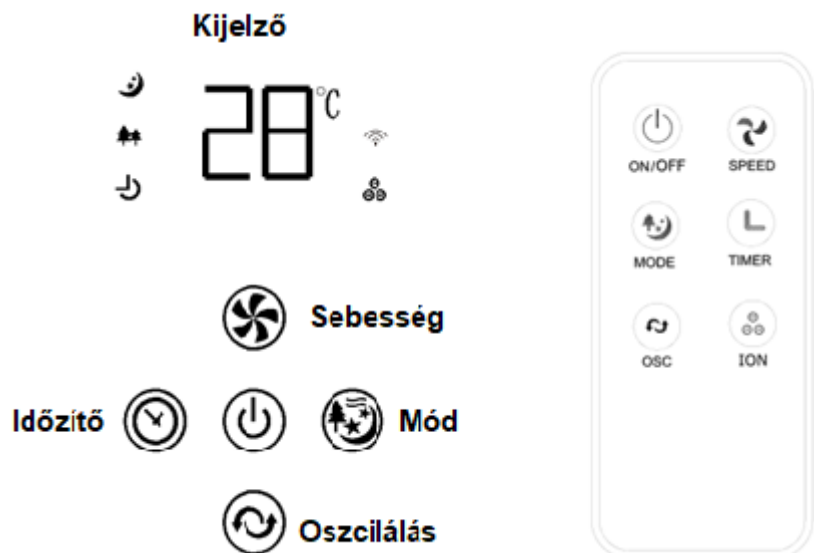 Kijelző
28°C
ON/OFF SPEED
MODE TIMER
OSC ION
Sebesség
Időzítő
Mód
Oszcilálás